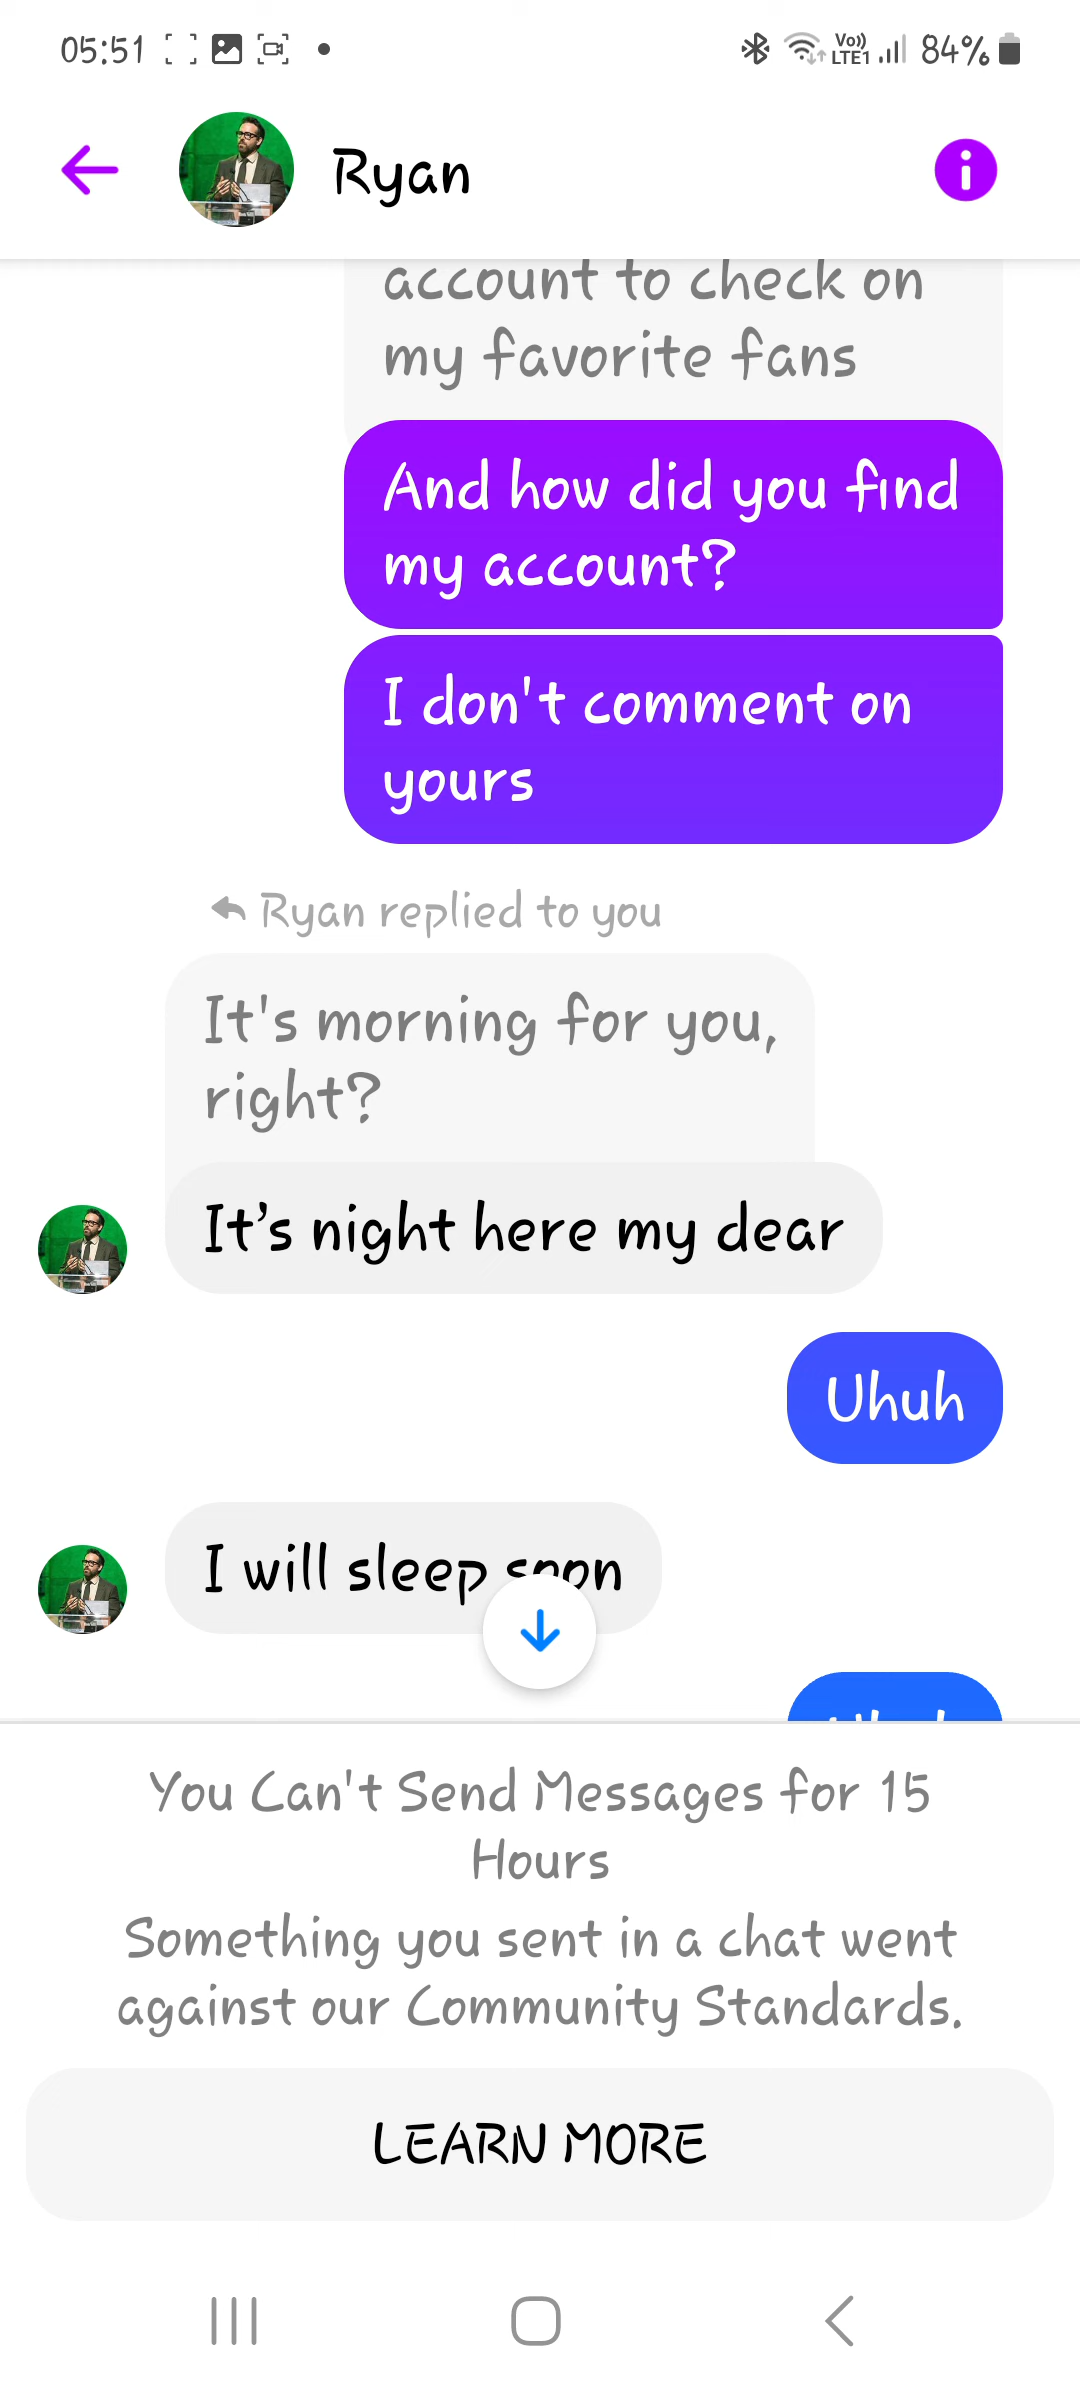 05:51
Vo))
LTE1
84%
Ryan
account to check on
my favorite fans
And how did you find
my account?
I don't comment on
yours
Ryan replied to you
It's morning for you,
right?
It’s night here my dear
Uhuh
I will sleep soon
You Can't Send Messages for 15
Hours
Something you sent in a chat went
against our Community Standards.
LEARN MORE